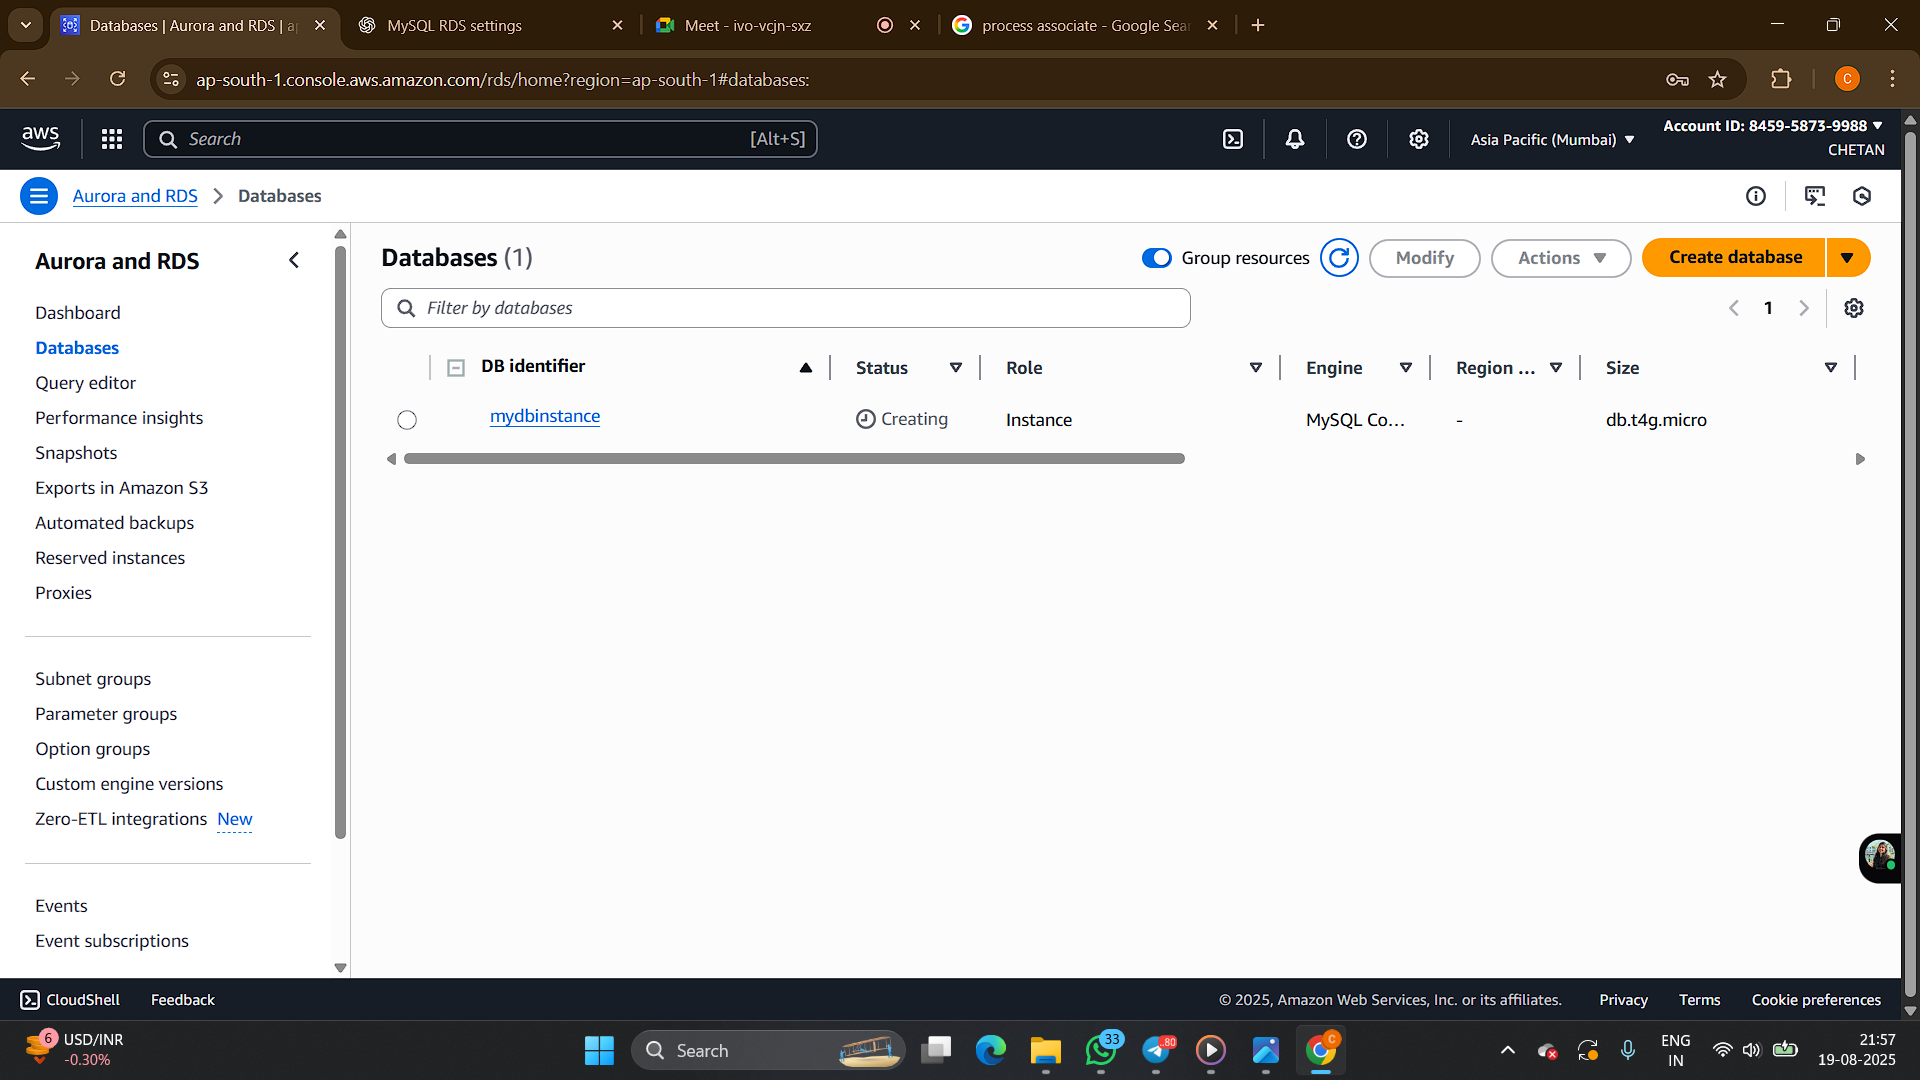 Databases | Aurora and RDS | a
MySQL RDS settings
Meet - ivo-vcjn-sxz
process associate - Google Sea
ap-south-1.console.aws.amazon.com/rds/home?region=ap-south-1#databases:
C
aws
Search
[Alt+S]
Asia Pacific (Mumbai)
Account ID: 8459-5873-9988
CHETAN
Aurora and RDS
Databases
Aurora and RDS
Dashboard
Databases
Query editor
Performance insights
Snapshots
Exports in Amazon S3
Automated backups
Reserved instances
Proxies
Subnet groups
Parameter groups
Option groups
Custom engine versions
Zero-ETL integrations New
Events
Event subscriptions
Databases (1)
Group resources
Modify
Actions
Create database
Filter by databases
1
DB identifier
Status
Role
Engine
Region ...
Size
mydbinstance
Creating
Instance
MySQL Co...
-
db.t4g.micro
CloudShell
Feedback
© 2025, Amazon Web Services, Inc. or its affiliates.
Privacy
Terms
Cookie preferences
6
USD/INR
-0.30%
Search
33
80
C
ENG
IN
21:57
19-08-2025